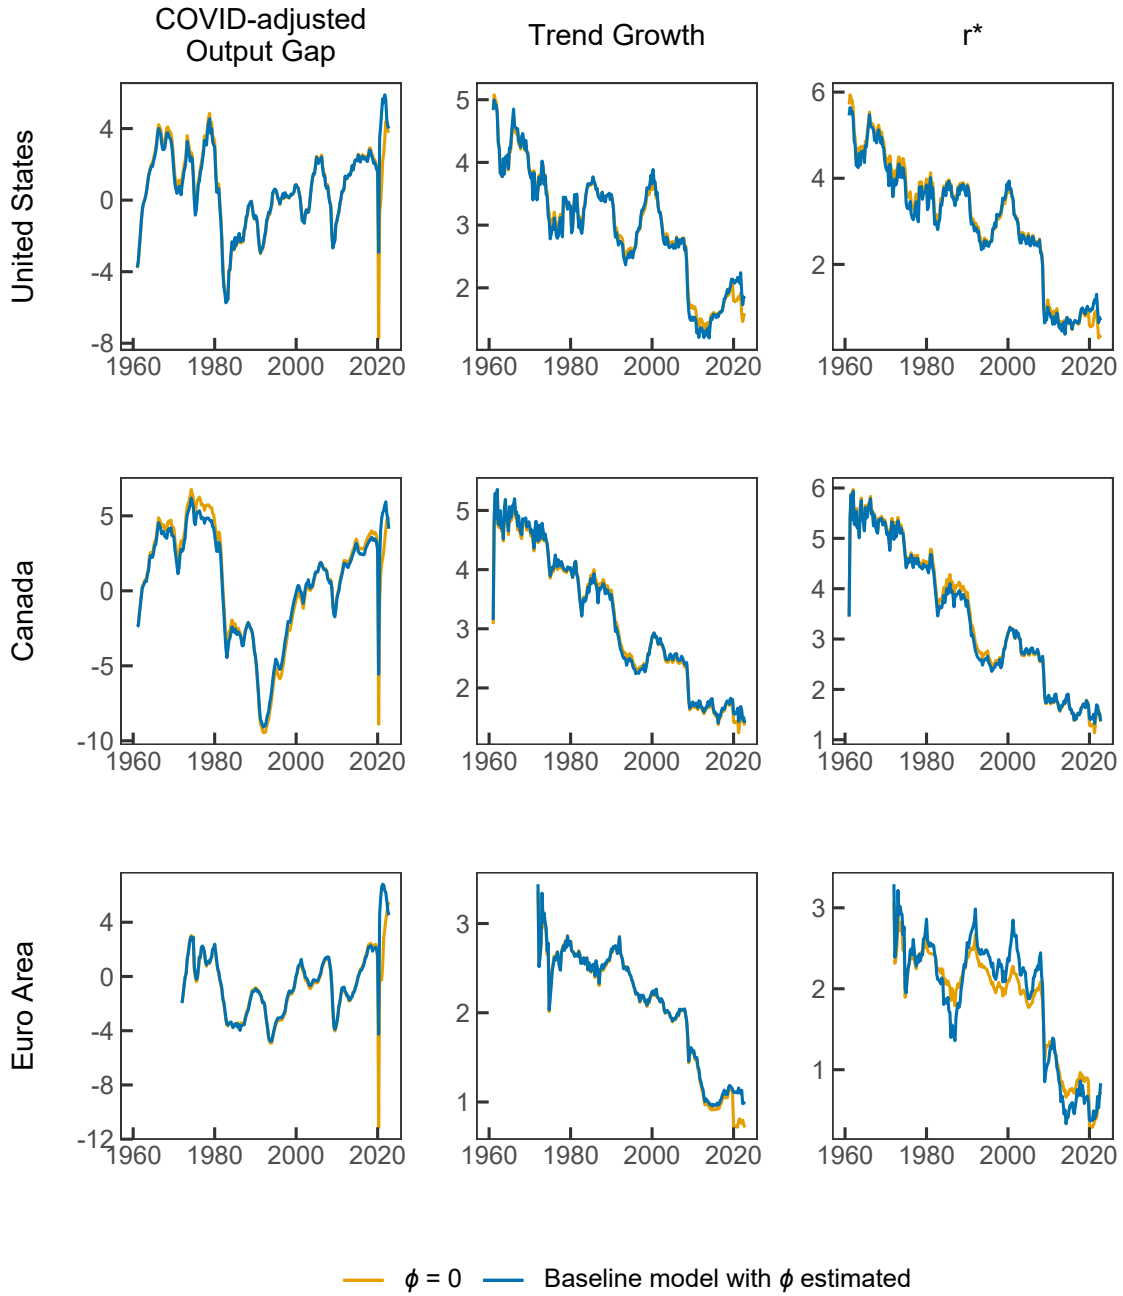 COVID-adjusted
Output Gap
Trend Growth
r*
United States
4
0
-4
-8
1960 1980 2000 2020
5
4
3
2
1960 1980 2000 2020
6
4
2
1960 1980 2000 2020
Canada
5
0
-5
-10
1960 1980 2000 2020
5
4
3
2
1960 1980 2000 2020
6
5
4
3
2
1
1960 1980 2000 2020
Euro Area
4
0
-4
-8
-12
1960 1980 2000 2020
3
2
1
1960 1980 2000 2020
3
2
1
1960 1980 2000 2020
ϕ = 0 Baseline model with ϕ estimated